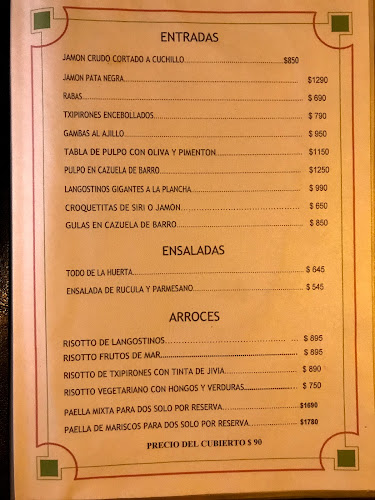 ENTRADAS
JAMON CRUDO CORTADO A CUCHILLO................................$850
JAMON PATA NEGRA............................................................ $1290
RABAS............................................................................ $ 690
TXIPIRONES ENCEBOLLADOS............................................ $ 790
GAMBAS AL AJILLO......................................................... $ 950
TABLA DE PULPO CON OLIVA Y PIMENTON..................... $1150
PULPO EN CAZUELA DE BARRO....................................... $1250
LANGOSTINOS GIGANTES A LA PLANCHA......................... $ 990
CROQUETITAS DE SIRI O JAMON................................... $ 650
GULAS EN CAZUELA DE BARRO...................................... $ 850
ENSALADAS
TODO DE LA HUERTA................................................... $ 645
ENSALADA DE RUCULA Y PARMESANO............................ $ 545
ARROCES
RISOTTO DE LANGOSTINOS........................................ $ 895
RISOTTO FRUTOS DE MAR......................................... $ 895
RISOTTO DE TXIPIRONES CON TINTA DE JIVIA............... $ 890
RISOTTO VEGETARIANO CON HONGOS Y VERDURAS......... $ 750
PAELLA MIXTA PARA DOS SOLO POR RESERVA.............. $1690
PAELLA DE MARISCOS PARA DOS SOLO POR RESERVA....... $1780
PRECIO DEL CUBIERTO $ 90